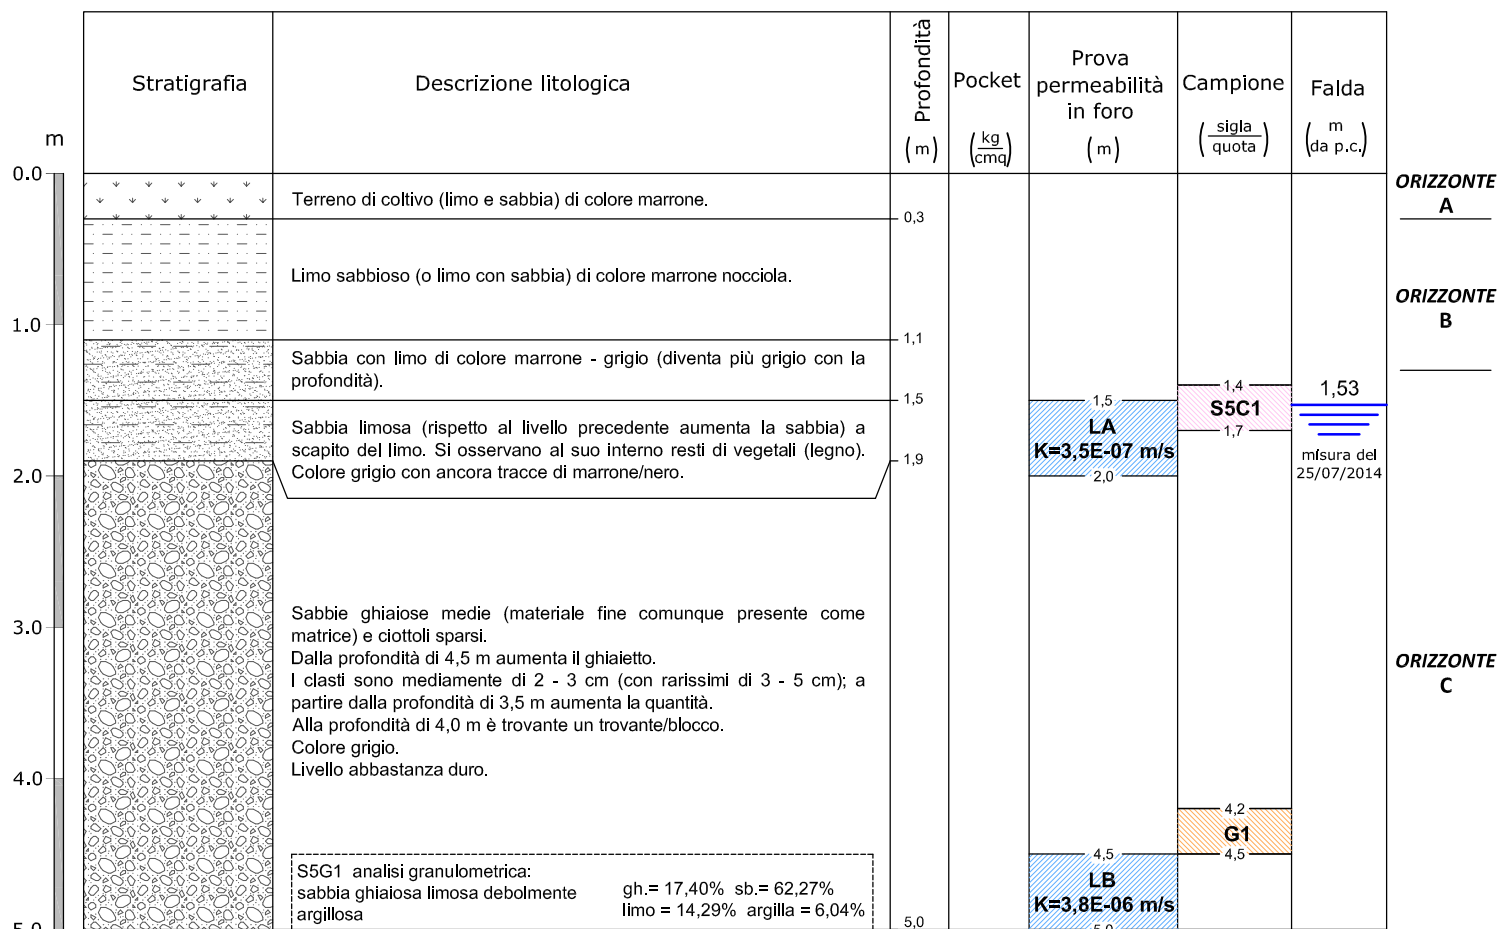 Stratigrafia
Descrizione litologica
Profondità
(m)
Pocket
(kg/cmq)
Prova
permeabilità
in foro
(m)
Campione
(sigla/quota)
Falda
(m
da p.c.)
m
0.0
Terreno di coltivo (limo e sabbia) di colore marrone.
0,3
ORIZZONTE
A
Limo sabbioso (o limo con sabbia) di colore marrone nocciola.
ORIZZONTE
B
1.0
1,1
Sabbia con limo di colore marrone - grigio (diventa più grigio con la
profondità).
1,5
Sabbia limosa (rispetto al livello precedente aumenta la sabbia) a
scapito del limo. Si osservano al suo interno resti di vegetali (legno).
Colore grigio con ancora tracce di marrone/nero.
1,9
1,5
LA
K=3,5E-07 m/s
2,0
1,4
S5C1
1,7
1,53
misura del
25/07/2014
2.0
3.0
Sabbie ghiaiose medie (materiale fine comunque presente come
matrice) e ciottoli sparsi.
Dalla profondità di 4,5 m aumenta il ghiaietto.
I clasti sono mediamente di 2 - 3 cm (con rarissimi di 3 - 5 cm); a
partire dalla profondità di 3,5 m aumenta la quantità.
Alla profondità di 4,0 m è trovante un trovante/blocco.
Colore grigio.
Livello abbastanza duro.
ORIZZONTE
C
4.0
4,2
G1
4,5
4,5
LB
K=3,8E-06 m/s
5,0
S5G1 analisi granulometrica:
sabbia ghiaiosa limosa debolmente
argillosa
gh.= 17,40% sb.= 62,27%
limo = 14,29% argilla = 6,04%
5,0
5.0